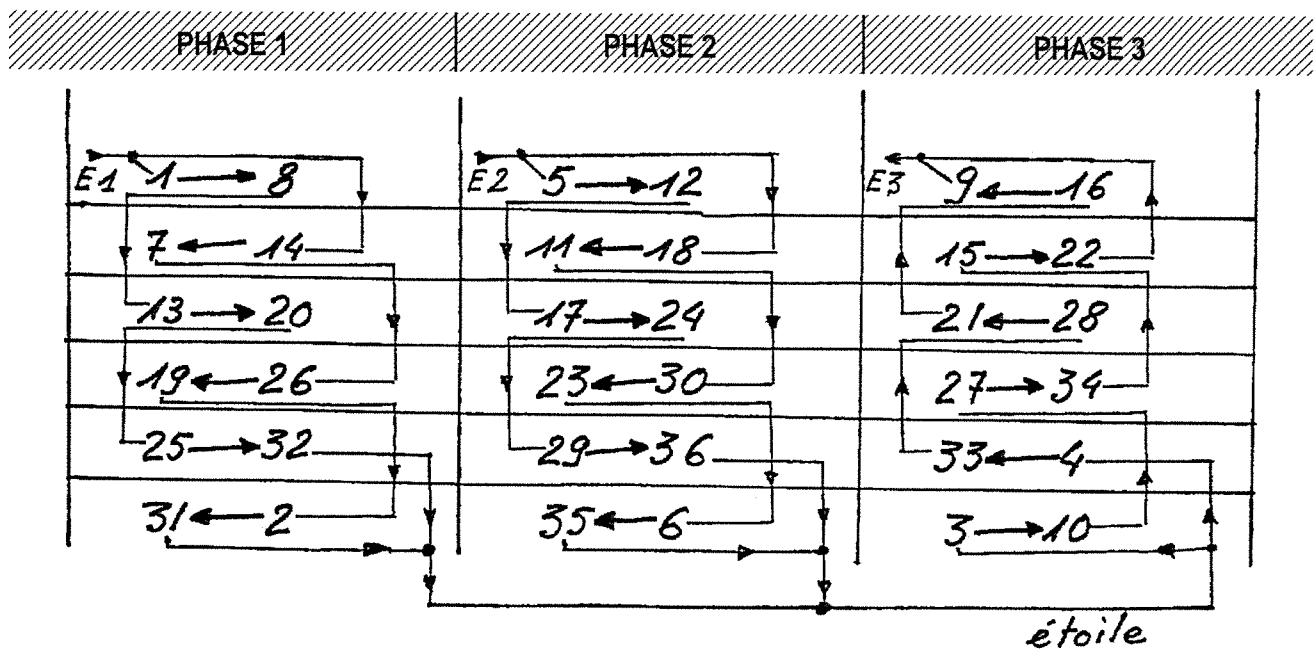 PHASE 1 PHASE 2 PHASE 3
E1 1 → 8 E2 5 → 12 E3 9 ← 16
7 ← 14 11 ← 18 15 → 22
13 → 20 17 → 24 21 ← 28
19 ← 26 23 ← 30 27 → 34
25 → 32 29 → 36 33 ← 4
31 ← 2 35 ← 6 3 → 10
étoile